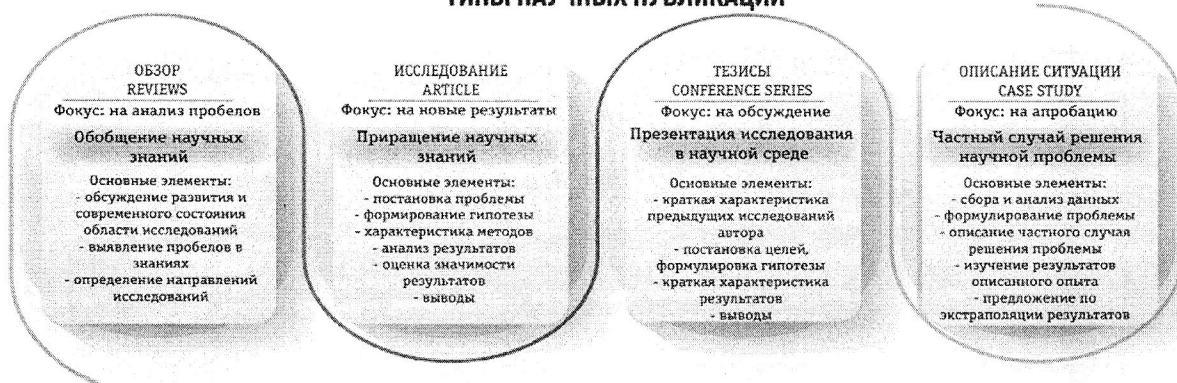 ТИПЫ НАУЧНЫХ ПУБЛИКАЦИЙ
ОБЗОР
REVIEWS
Фокус: на анализ пробелов
Обобщение научных
знаний
Основные элементы:
- обсуждение развития и
современного состояния
области исследований
- выявление пробелов в
знаниях
- определение направлений
исследований
ИССЛЕДОВАНИЕ
ARTICLE
Фокус: на новые результаты
Приращение научных
знаний
Основные элементы:
- постановка проблемы
- формирование гипотезы
- характеристика методов
- анализ результатов
- оценка значимости
результатов
- выводы
ТЕЗИСЫ
CONFERENCE SERIES
Фокус: на обсуждение
Презентация исследования
в научной среде
Основные элементы:
- краткая характеристика
предыдущих исследований
автора
- постановка целей,
формулировка гипотезы
- краткая характеристика
результатов
- выводы
ОПИСАНИЕ СИТУАЦИИ
CASE STUDY
Фокус: на апробацию
Частный случай решения
научной проблемы
Основные элементы:
- сбора и анализ данных
- формулирование проблемы
- описание частного случая
решения проблемы
- изучение результатов
описанного опыта
- предложение по
экстраполяции результатов